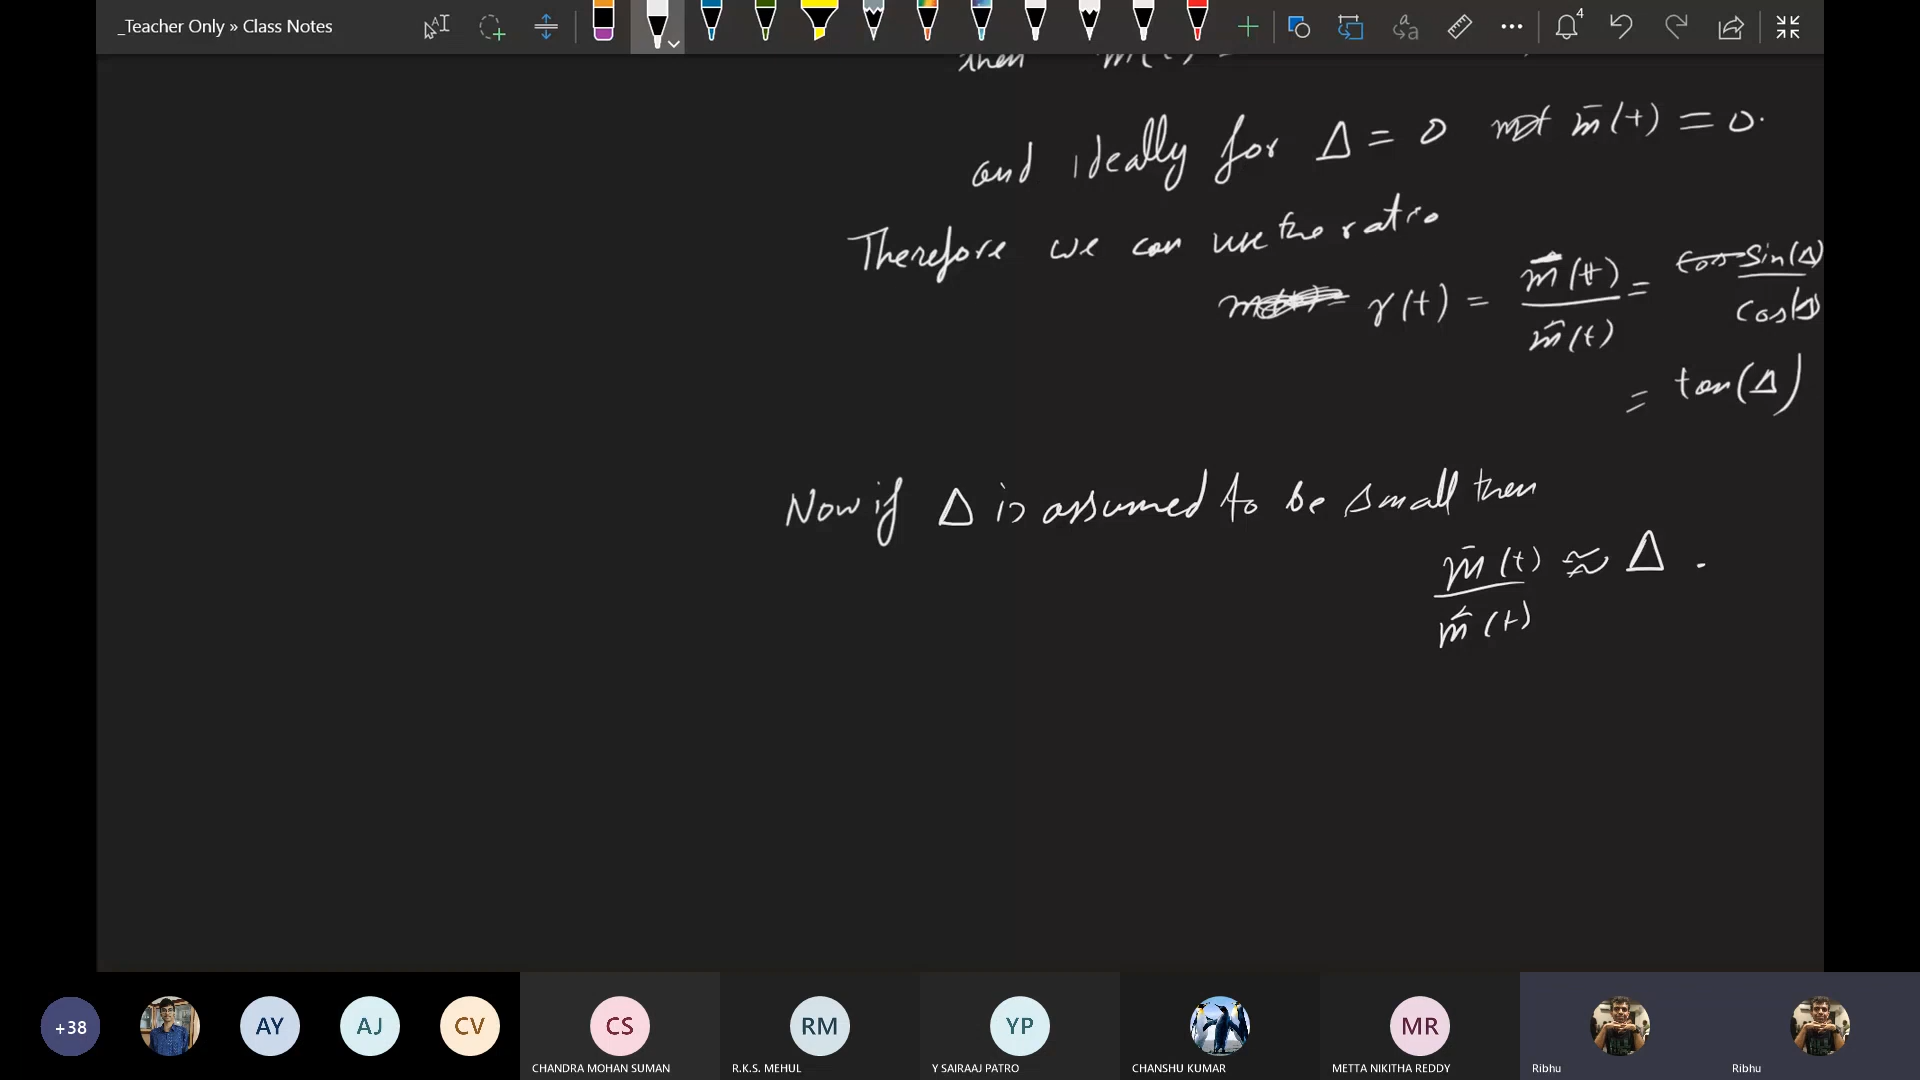 _Teacher Only » Class Notes
4
then m(t) =
and ideally for Δ = 0 m̄(t) = 0.
Therefore we can use the ratio
γ(t) = m̄(t) / m̂(t) = sin(Δ) / cos(Δ)
= tan(Δ)
Now if Δ is assumed to be small then
m̄(t) / m̂(t) ≈ Δ .
+38
AY
AJ
CV
CS
CHANDRA MOHAN SUMAN
RM
R.K.S. MEHUL
YP
Y SAIRAAJ PATRO
CHANSHU KUMAR
MR
METTA NIKITHA REDDY
Ribhu
Ribhu